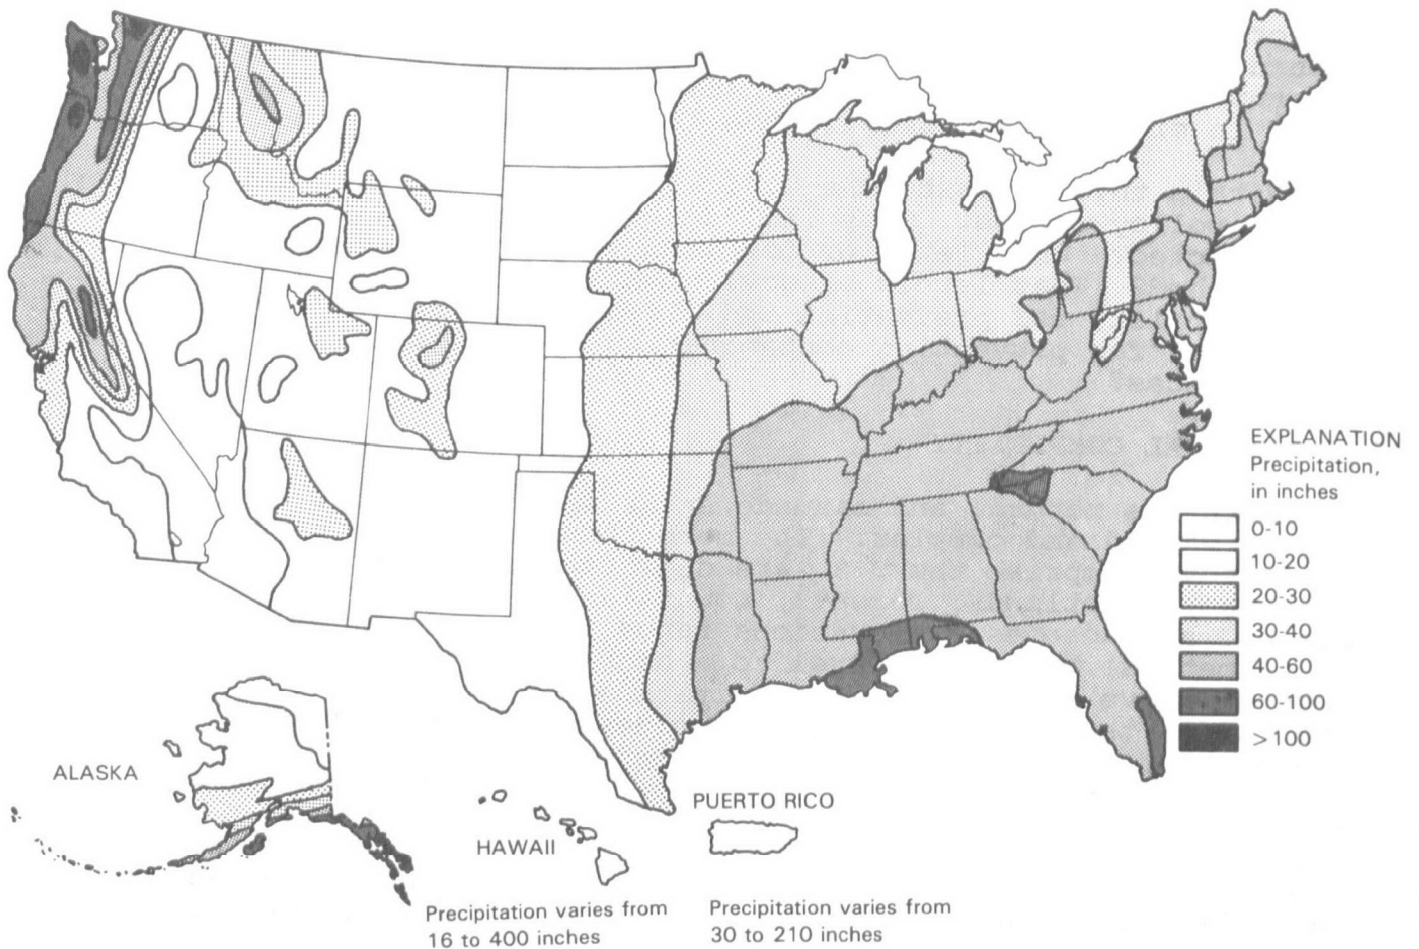 EXPLANATION
Precipitation,
in inches
0-10
10-20
20-30
30-40
40-60
60-100
>100
ALASKA
HAWAII
PUERTO RICO
Precipitation varies from
16 to 400 inches
Precipitation varies from
30 to 210 inches